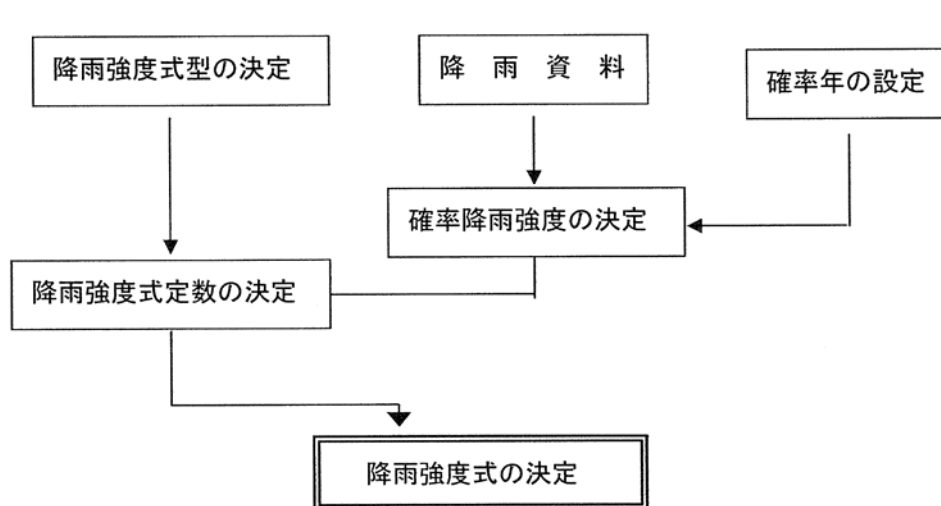 降雨強度式型の決定
降　雨　資　料
確率年の設定
確率降雨強度の決定
降雨強度式定数の決定
降雨強度式の決定